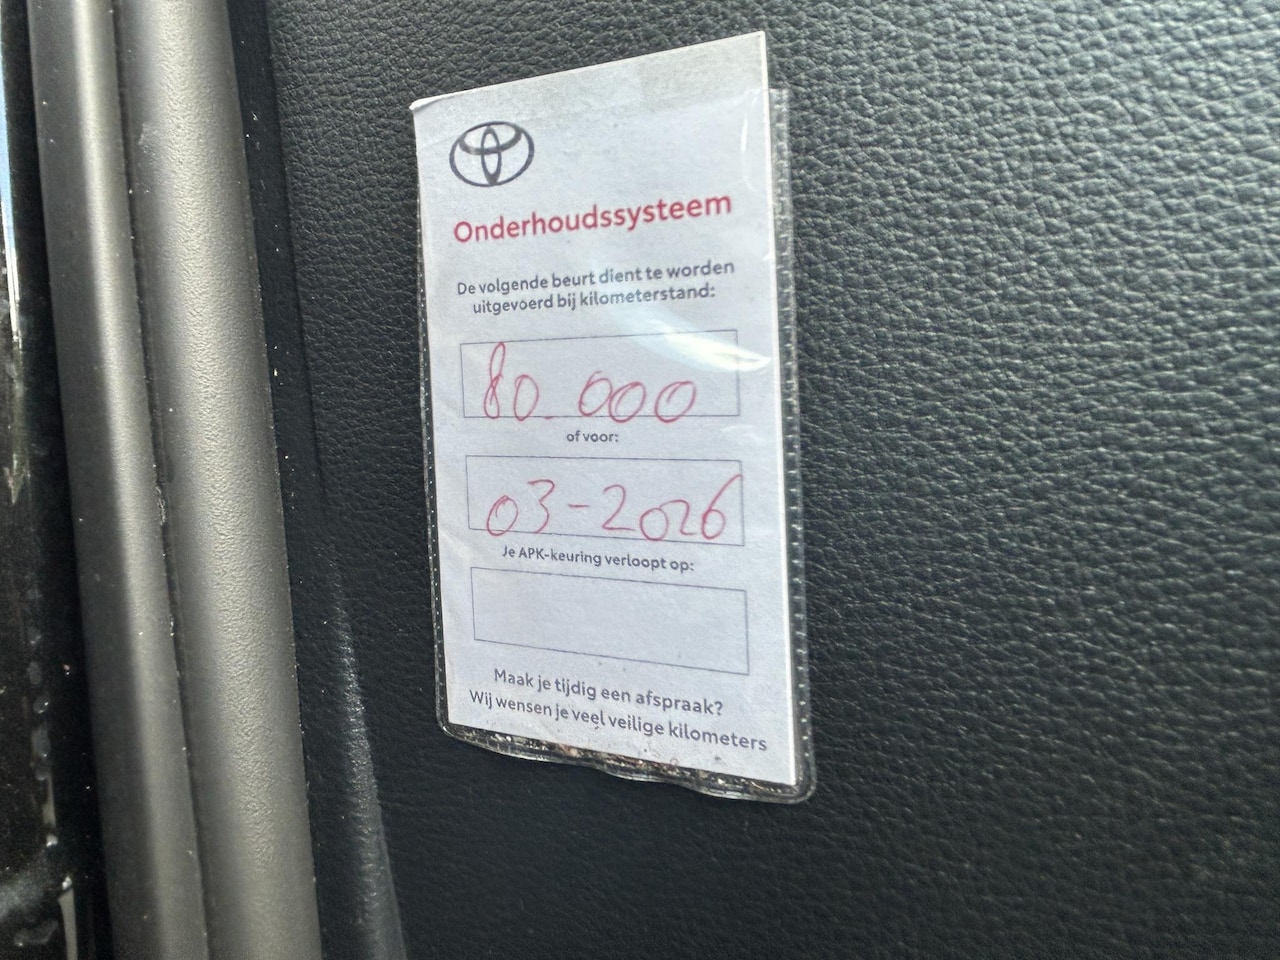 Onderhoudssysteem
De volgende beurt dient te worden
uitgevoerd bij kilometerstand:
80.000
of voor:
03-2026
Je APK-keuring verloopt op:
Maak je tijdig een afspraak?
Wij wensen je veel veilige kilometers